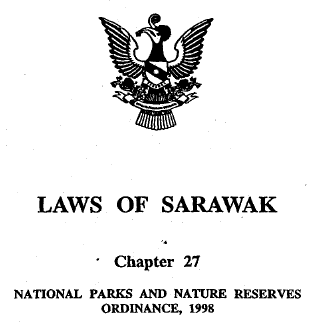 LAWS OF SARAWAK
Chapter 27
NATIONAL PARKS AND NATURE RESERVES
ORDINANCE, 1998